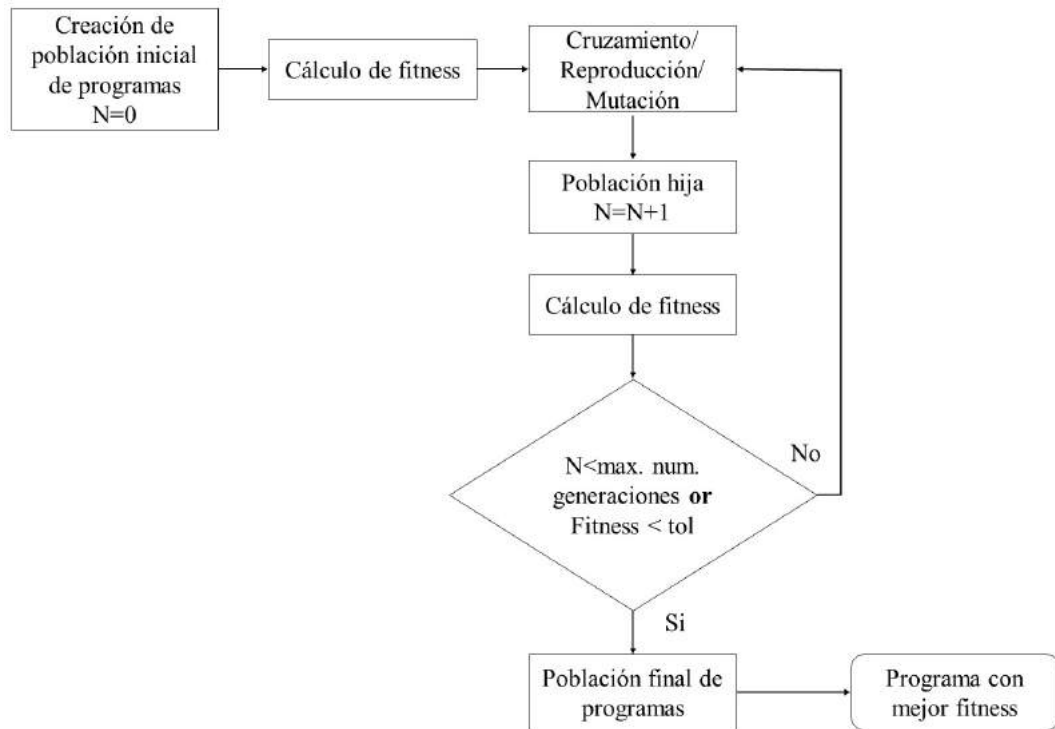 Creación de
población inicial
de programas
N=0
Cálculo de fitness
Cruzamiento/
Reproducción/
Mutación
Población hija
N=N+1
Cálculo de fitness
N<max. num.
generaciones or
Fitness < tol
No
Si
Población final de
programas
Programa con
mejor fitness